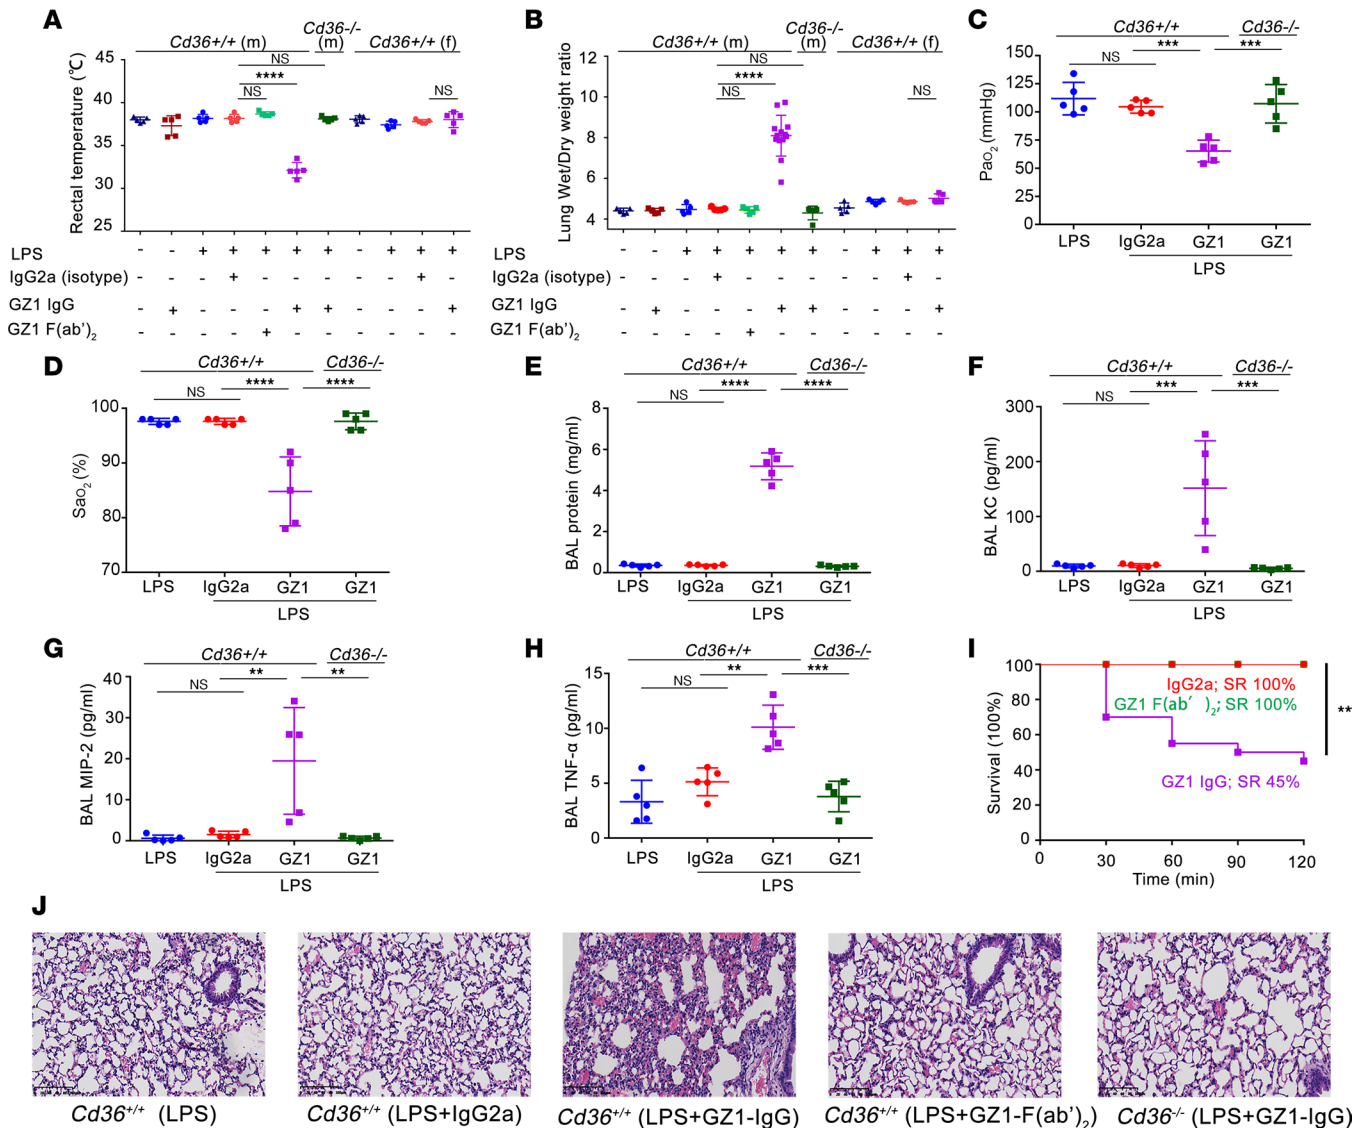 A
Cd36+/+ (m)
Cd36-/-
(m)
Cd36+/+ (f)
NS
****
NS
NS
Rectal temperature (℃)
45
40
35
30
25
LPS - - + + + + + + + + +
IgG2a (isotype) - - - + - - - - - + -
GZ1 IgG - + - - - + + - - - +
GZ1 F(ab')2 - - - - + - - - - - -
B
Cd36+/+ (m)
Cd36-/-
(m)
Cd36+/+ (f)
NS
****
NS
NS
Lung Wet/Dry weight ratio
12
10
8
6
4
LPS - - + + + + + - + + +
IgG2a (isotype) - - - + - - - - - + -
GZ1 IgG - + - - - + + - - - +
GZ1 F(ab')2 - - - - + - - - - - -
C
Cd36+/+
Cd36-/-
NS
***
***
PaO2 (mmHg)
150
125
100
75
50
25
0
LPS IgG2a GZ1 GZ1
LPS
D
Cd36+/+
Cd36-/-
NS
****
****
SaO2 (%)
100
90
80
70
LPS IgG2a GZ1 GZ1
LPS
E
Cd36+/+
Cd36-/-
NS
****
****
BAL protein (mg/ml)
8
6
4
2
0
LPS IgG2a GZ1 GZ1
LPS
F
Cd36+/+
Cd36-/-
NS
***
***
BAL KC (pg/ml)
300
200
100
0
LPS IgG2a GZ1 GZ1
LPS
G
Cd36+/+
Cd36-/-
NS
**
**
BAL MIP-2 (pg/ml)
40
30
20
10
0
LPS IgG2a GZ1 GZ1
LPS
H
Cd36+/+
Cd36-/-
NS
**
***
BAL TNF-α (pg/ml)
15
10
5
0
LPS IgG2a GZ1 GZ1
LPS
I
Survival (100%)
100
80
60
40
20
0
IgG2a; SR 100%
GZ1 F(ab′ )2; SR 100%
GZ1 IgG; SR 45%
**
0 30 60 90 120
Time (min)
J
Cd36+/+ (LPS)
Cd36+/+ (LPS+IgG2a)
Cd36+/+ (LPS+GZ1-IgG)
Cd36+/+ (LPS+GZ1-F(ab')2)
Cd36-/- (LPS+GZ1-IgG)